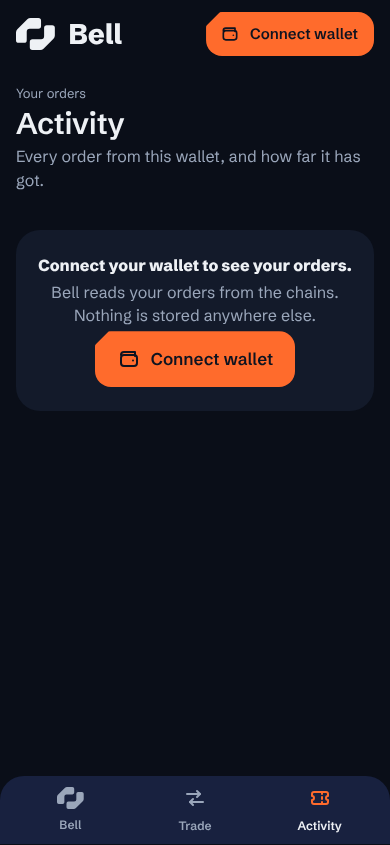 Bell
Connect wallet
Your orders
Activity
Every order from this wallet, and how far it has
got.
Connect your wallet to see your orders.
Bell reads your orders from the chains.
Nothing is stored anywhere else.
Connect wallet
Bell
Trade
Activity